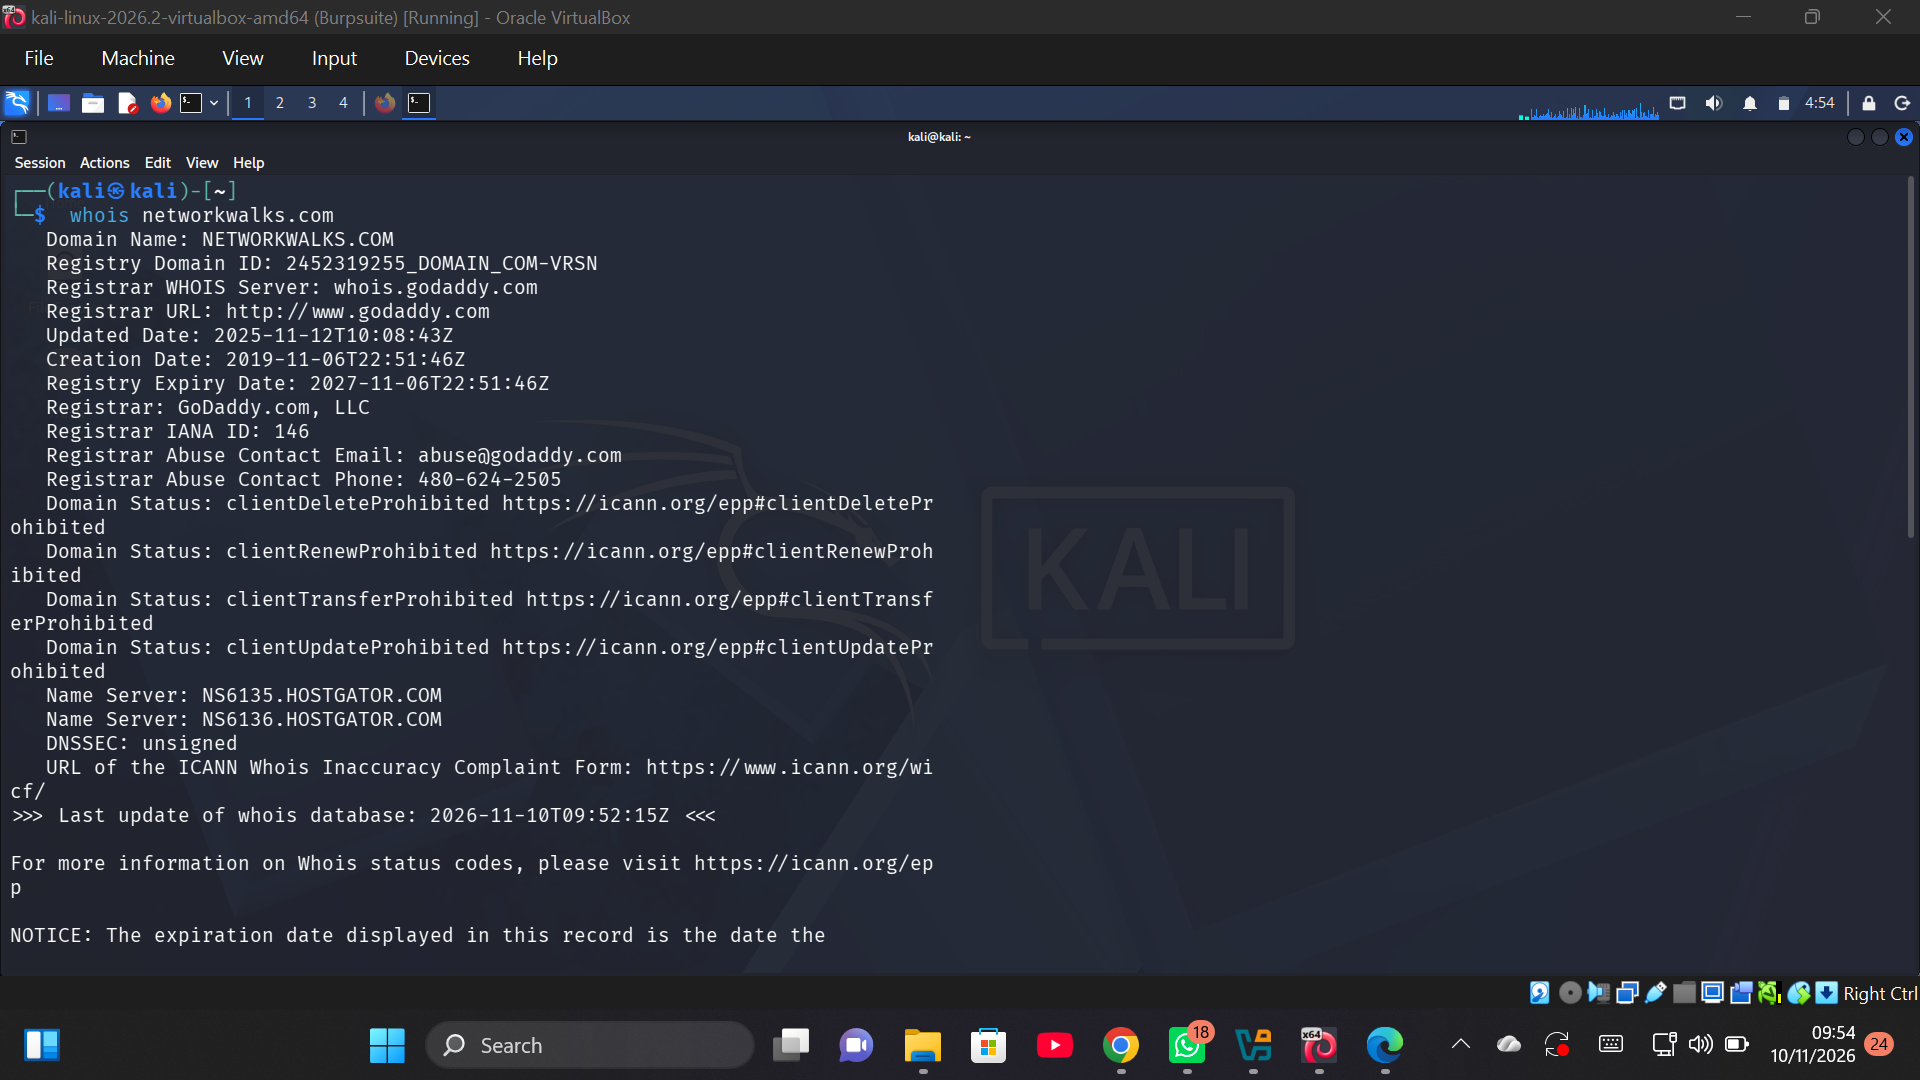 kali-linux-2026.2-virtualbox-amd64 (Burpsuite) [Running] - Oracle VirtualBox
File Machine View Input Devices Help
1 2 3 4 4:54
kali@kali: ~
Session Actions Edit View Help
┌──(kali㉿kali)-[~]
└─$ whois networkwalks.com
Domain Name: NETWORKWALKS.COM
Registry Domain ID: 2452319255_DOMAIN_COM-VRSN
Registrar WHOIS Server: whois.godaddy.com
Registrar URL: http://www.godaddy.com
Updated Date: 2025-11-12T10:08:43Z
Creation Date: 2019-11-06T22:51:46Z
Registry Expiry Date: 2027-11-06T22:51:46Z
Registrar: GoDaddy.com, LLC
Registrar IANA ID: 146
Registrar Abuse Contact Email: abuse@godaddy.com
Registrar Abuse Contact Phone: 480-624-2505
Domain Status: clientDeleteProhibited https://icann.org/epp#clientDeletePr
ohibited
Domain Status: clientRenewProhibited https://icann.org/epp#clientRenewProh
ibited
Domain Status: clientTransferProhibited https://icann.org/epp#clientTransf
erProhibited
Domain Status: clientUpdateProhibited https://icann.org/epp#clientUpdatePr
ohibited
Name Server: NS6135.HOSTGATOR.COM
Name Server: NS6136.HOSTGATOR.COM
DNSSEC: unsigned
URL of the ICANN Whois Inaccuracy Complaint Form: https://www.icann.org/wi
cf/
>>> Last update of whois database: 2026-11-10T09:52:15Z <<<
For more information on Whois status codes, please visit https://icann.org/ep
p
NOTICE: The expiration date displayed in this record is the date the
KALI
Right Ctrl
Search
18
x64
09:54
10/11/2026
24